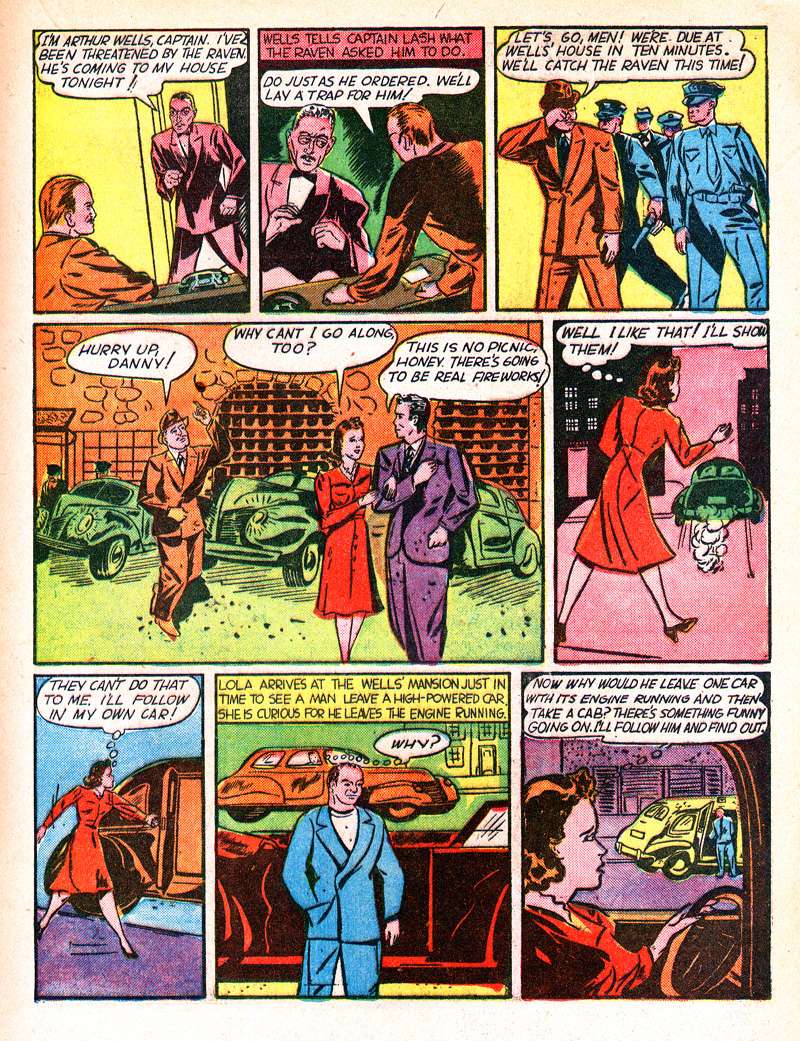 I'M ARTHUR WELLS, CAPTAIN. I'VE
BEEN THREATENED BY THE RAVEN.
HE'S COMING TO MY HOUSE
TONIGHT!
WELLS TELLS CAPTAIN LASH WHAT
THE RAVEN ASKED HIM TO DO.
DO JUST AS HE ORDERED. WE'LL
LAY A TRAP FOR HIM!
LET'S, GO, MEN! WE'RE DUE AT
WELLS' HOUSE IN TEN MINUTES.
WE'LL CATCH THE RAVEN THIS TIME!
HURRY UP,
DANNY!
WHY CANT I GO ALONG,
TOO?
THIS IS NO PICNIC,
HONEY. THERE'S GOING
TO BE REAL FIREWORKS!
WELL I LIKE THAT! I'LL SHOW
THEM!
THEY CAN'T DO THAT
TO ME. I'LL FOLLOW
IN MY OWN CAR!
LOLA ARRIVES AT THE WELLS' MANSION JUST IN
TIME TO SEE A MAN LEAVE A HIGH-POWERED CAR,
SHE IS CURIOUS FOR HE LEAVES THE ENGINE RUNNING.
WHY?
NOW WHY WOULD HE LEAVE ONE CAR
WITH ITS ENGINE RUNNING AND THEN
TAKE A CAB? THERE'S SOMETHING FUNNY
GOING ON. I'LL FOLLOW HIM AND FIND OUT.